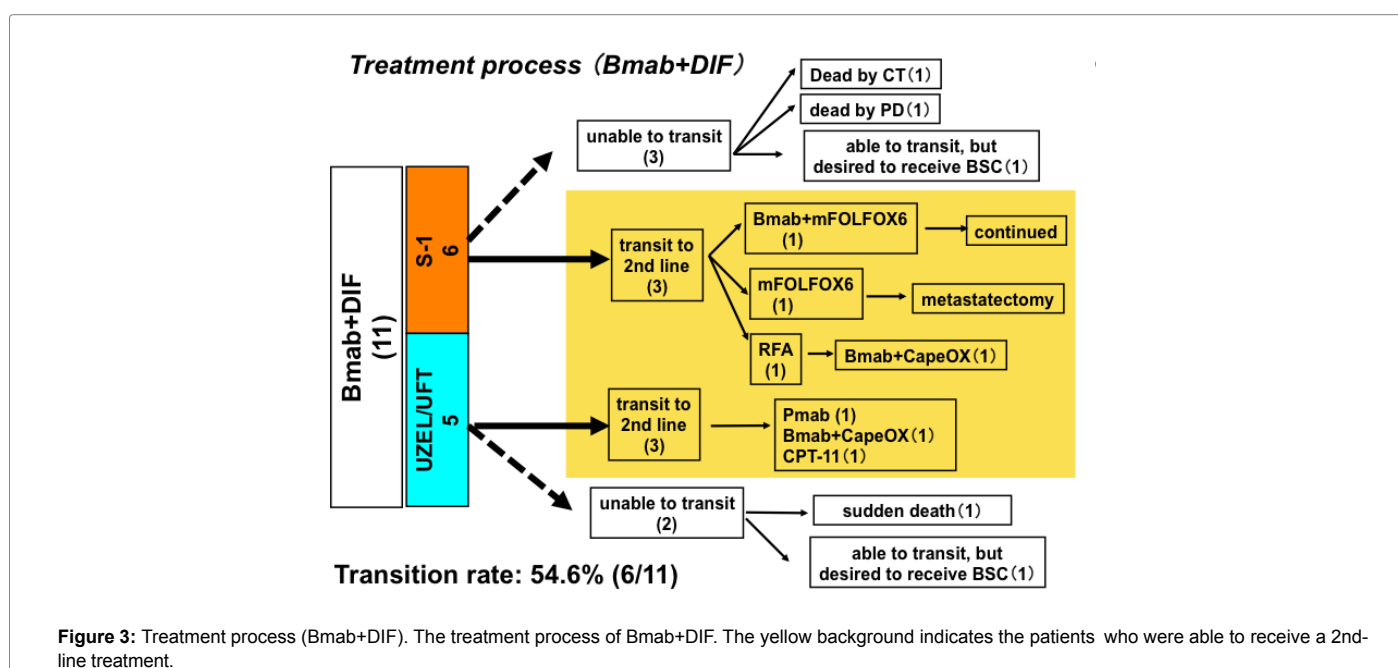 Treatment process (Bmab+DIF)
Dead by CT(1)
dead by PD(1)
unable to transit
(3)
able to transit, but
desired to receive BSC(1)
Bmab+DIF
(11)
S-1
6
transit to
2nd line
(3)
Bmab+mFOLFOX6
(1)
continued
mFOLFOX6
(1)
metastatectomy
RFA
(1)
Bmab+CapeOX(1)
UZEL/UFT
5
transit to
2nd line
(3)
Pmab (1)
Bmab+CapeOX(1)
CPT-11(1)
unable to transit
(2)
sudden death(1)
able to transit, but
desired to receive BSC(1)
Transition rate: 54.6% (6/11)
Figure 3: Treatment process (Bmab+DIF). The treatment process of Bmab+DIF. The yellow background indicates the patients who were able to receive a 2nd-
line treatment.